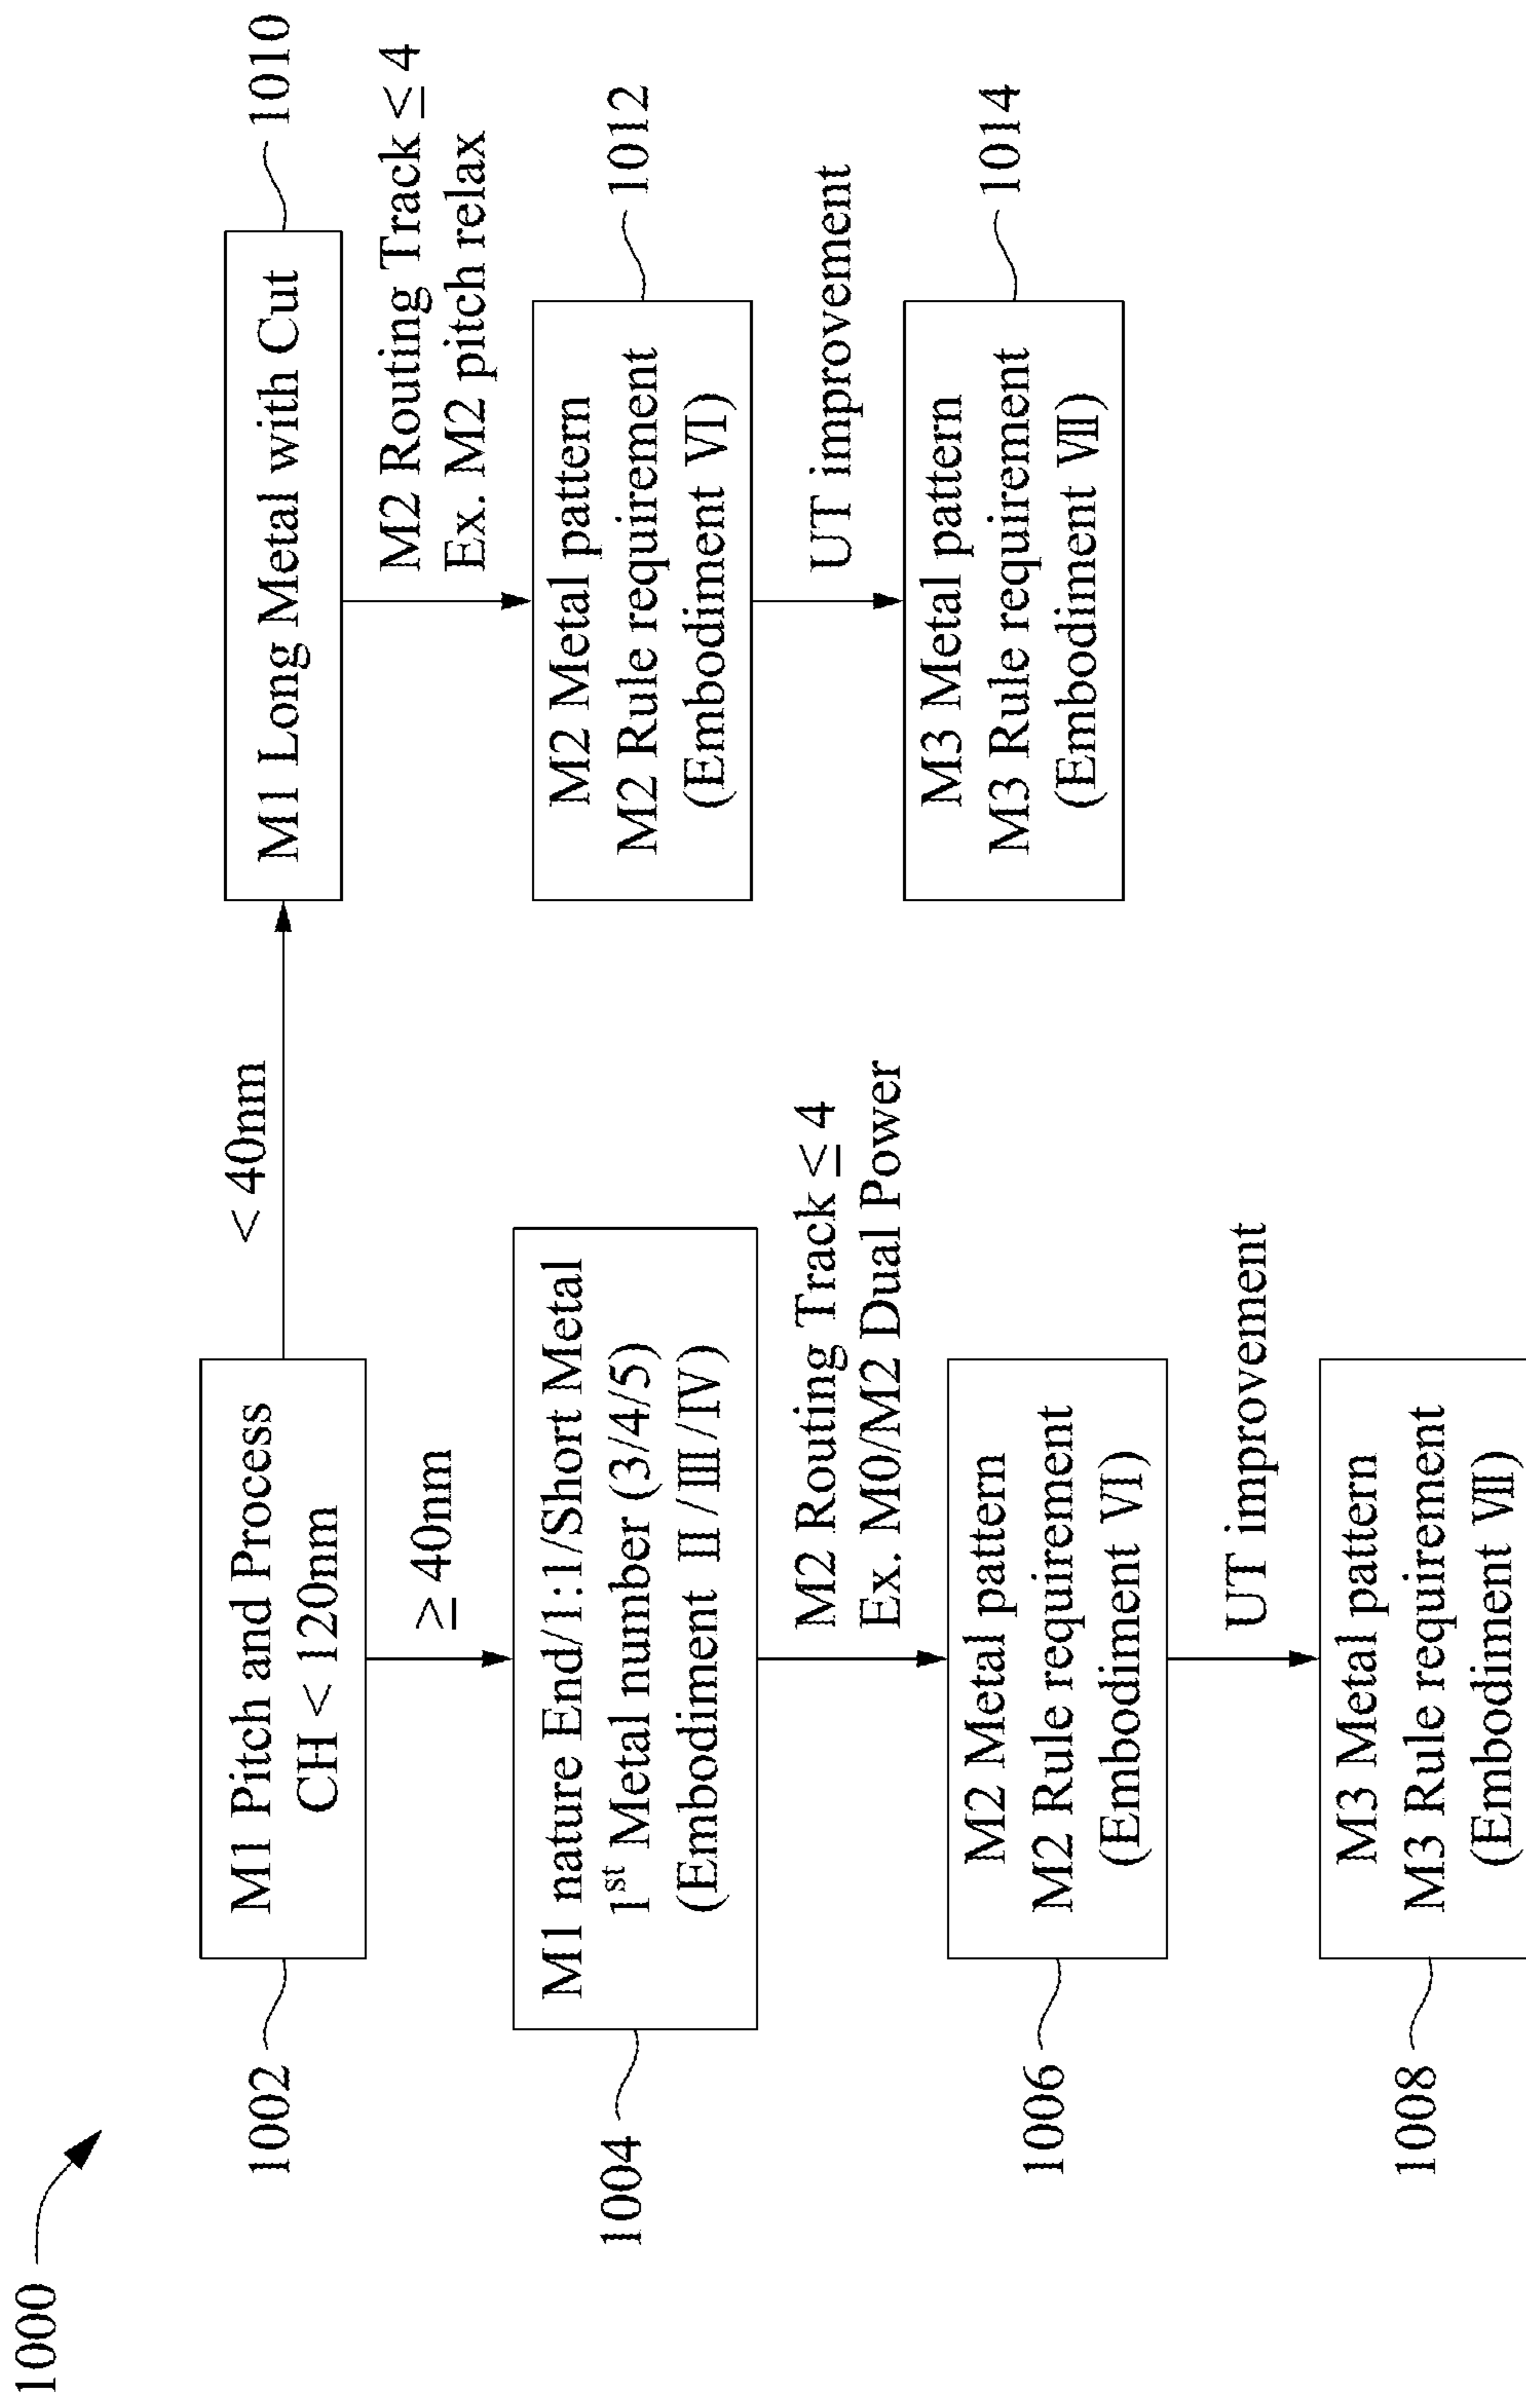 1000
1002
M1 Pitch and Process
CH < 120nm
< 40nm
≥ 40nm
1004
M1 nature End/1:1/Short Metal
1st Metal number (3/4/5)
(Embodiment II/III/IV)
M2 Routing Track ≤ 4
Ex. M0/M2 Dual Power
1006
M2 Metal pattern
M2 Rule requirement
(Embodiment VI)
UT improvement
1008
M3 Metal pattern
M3 Rule requirement
(Embodiment VII)
1010
M1 Long Metal with Cut
M2 Routing Track ≤ 4
Ex. M2 pitch relax
1012
M2 Metal pattern
M2 Rule requirement
(Embodiment VI)
UT improvement
1014
M3 Metal pattern
M3 Rule requirement
(Embodiment VII)